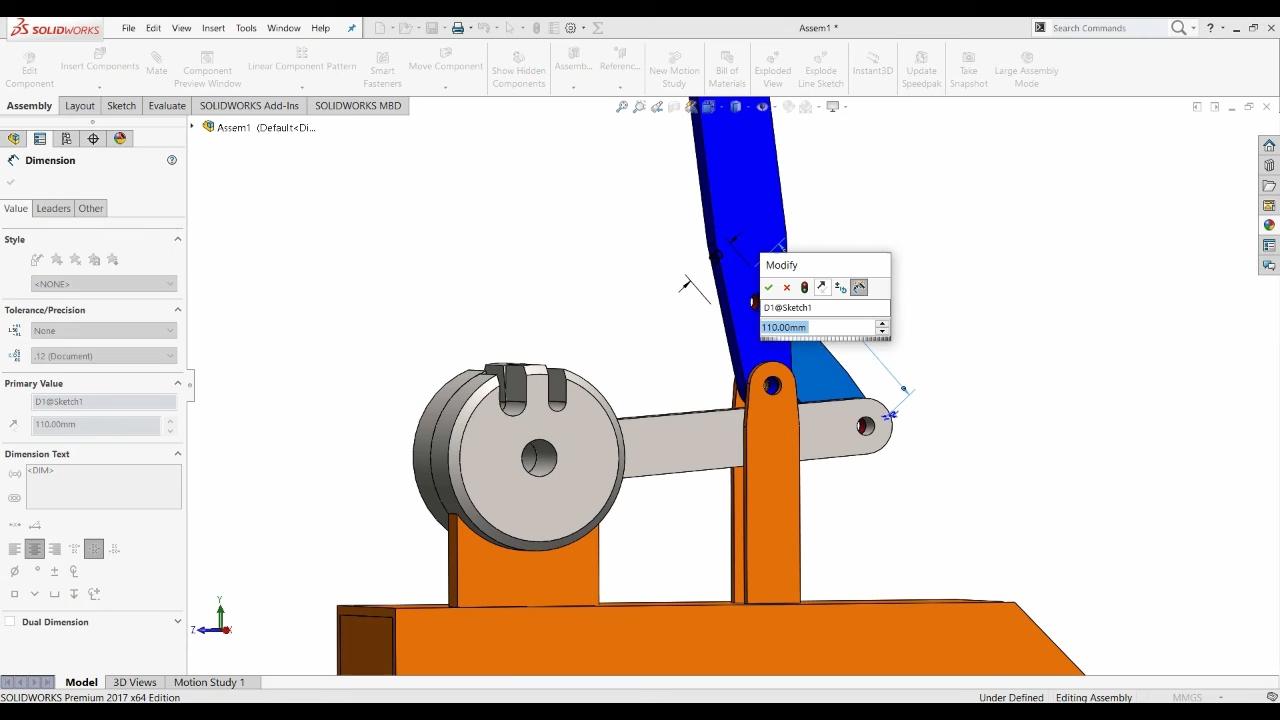 SOLIDWORKS
File Edit View Insert Tools Window Help
Assem1 *
Search Commands
?
Edit Component
Insert Components
Mate
Component Preview Window
Linear Component Pattern
Smart Fasteners
Move Component
Show Hidden Components
Assemb...
Referenc...
New Motion Study
Bill of Materials
Exploded View
Explode Line Sketch
Instant3D
Update Speedpak
Take Snapshot
Large Assembly Mode
Assembly Layout Sketch Evaluate SOLIDWORKS Add-Ins SOLIDWORKS MBD
Assem1 (Default<Di...
Dimension
Value Leaders Other
Style
<NONE>
Tolerance/Precision
None
.12 (Document)
Primary Value
D1@Sketch1
110.00mm
Dimension Text
<DIM>
Dual Dimension
Modify
D1@Sketch1
110.00mm
Y
Z
X
Model 3D Views Motion Study 1
SOLIDWORKS Premium 2017 x64 Edition
Under Defined Editing Assembly MMGS